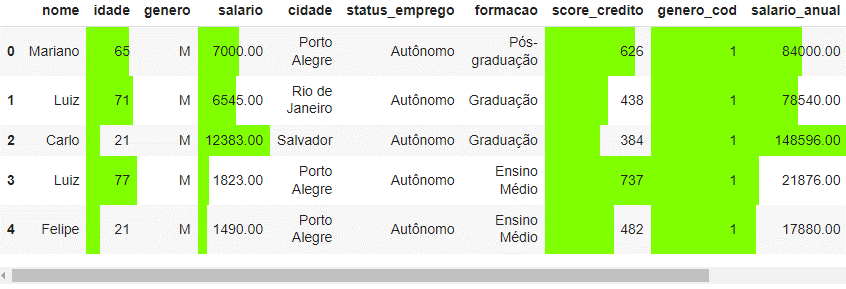 nome idade genero salario cidade status_emprego formacao score_credito genero_cod salario_anual
0 Mariano 65 M 7000.00 Porto Alegre Autônomo Pós-graduação 626 1 84000.00
1 Luiz 71 M 6545.00 Rio de Janeiro Autônomo Graduação 438 1 78540.00
2 Carlo 21 M 12383.00 Salvador Autônomo Graduação 384 1 148596.00
3 Luiz 77 M 1823.00 Porto Alegre Autônomo Ensino Médio 737 1 21876.00
4 Felipe 21 M 1490.00 Porto Alegre Autônomo Ensino Médio 482 1 17880.00